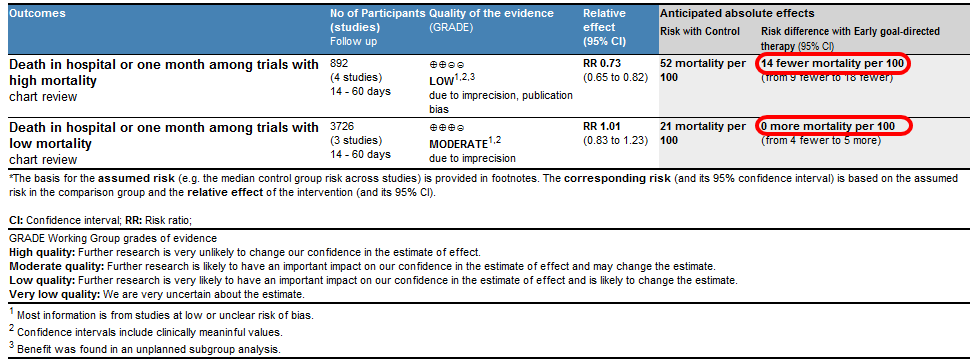 Outcomes
No of Participants
(studies)
Follow up
Quality of the evidence
(GRADE)
Relative
effect
(95% CI)
Anticipated absolute effects
Risk with Control
Risk difference with Early goal-directed
therapy (95% CI)
Death in hospital or one month among trials with
high mortality
chart review
892
(4 studies)
14 - 60 days
⊕⊕⊖⊖
LOW1,2,3
due to imprecision, publication
bias
RR 0.73
(0.65 to 0.82)
52 mortality per
100
14 fewer mortality per 100
(from 9 fewer to 18 fewer)
Death in hospital or one month among trials with
low mortality
chart review
3726
(3 studies)
14 - 60 days
⊕⊕⊕⊖
MODERATE1,2
due to imprecision
RR 1.01
(0.83 to 1.23)
21 mortality per
100
0 more mortality per 100
(from 4 fewer to 5 more)
*The basis for the assumed risk (e.g. the median control group risk across studies) is provided in footnotes. The corresponding risk (and its 95% confidence interval) is based on the assumed
risk in the comparison group and the relative effect of the intervention (and its 95% CI).
CI: Confidence interval; RR: Risk ratio;
GRADE Working Group grades of evidence
High quality: Further research is very unlikely to change our confidence in the estimate of effect.
Moderate quality: Further research is likely to have an important impact on our confidence in the estimate of effect and may change the estimate.
Low quality: Further research is very likely to have an important impact on our confidence in the estimate of effect and is likely to change the estimate.
Very low quality: We are very uncertain about the estimate.
1 Most information is from studies at low or unclear risk of bias.
2 Confidence intervals include clinically meaninful values.
3 Benefit was found in an unplanned subgroup analysis.